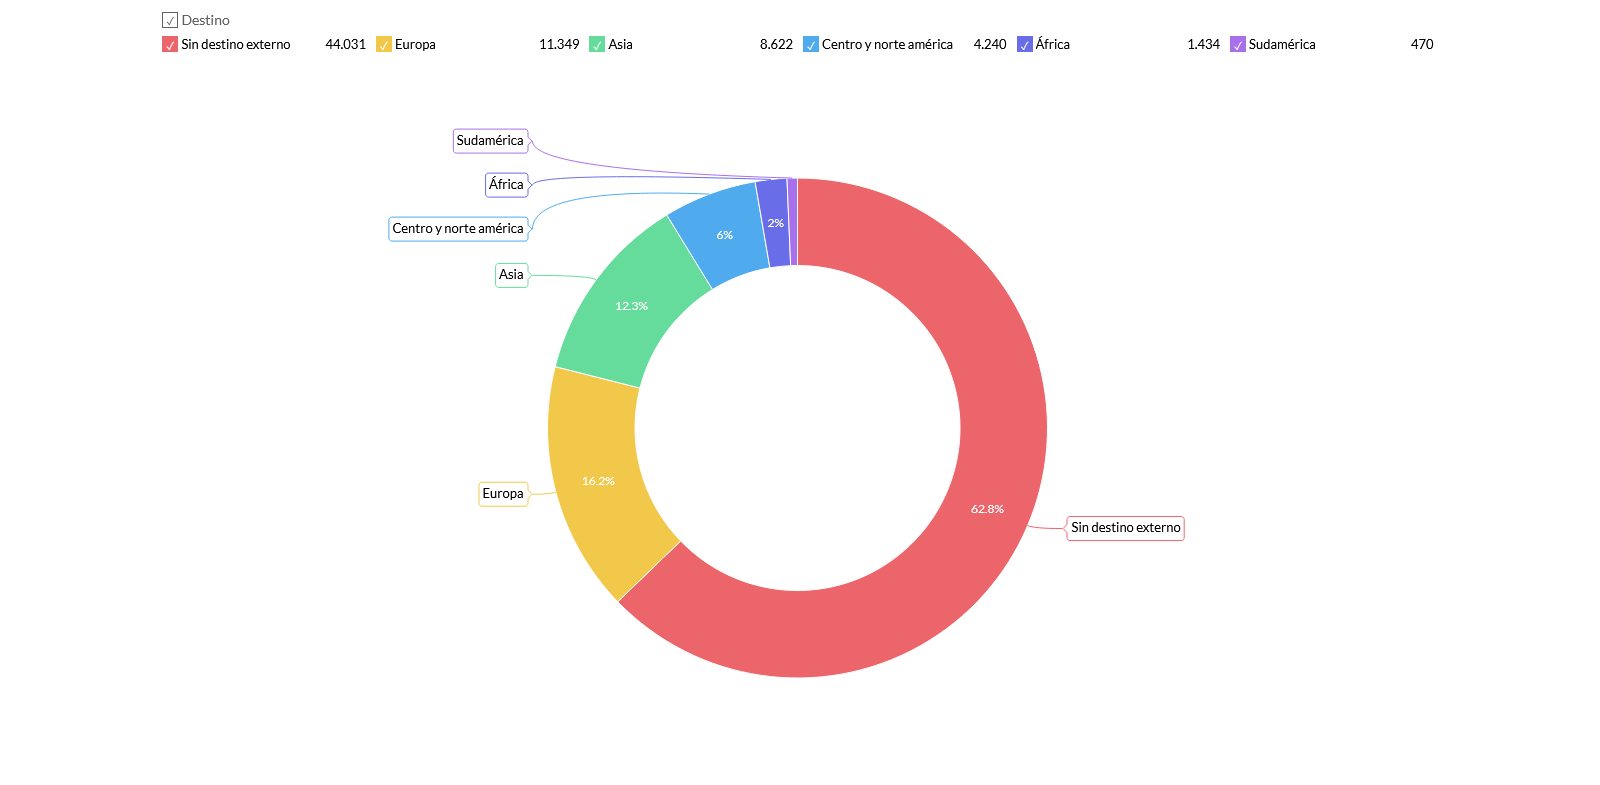 Destino
Sin destino externo 44.031 Europa 11.349 Asia 8.622 Centro y norte américa 4.240 África 1.434 Sudamérica 470
Sudamérica
África
Centro y norte américa
2%
6%
Asia
12.3%
16.2%
Europa
62.8%
Sin destino externo